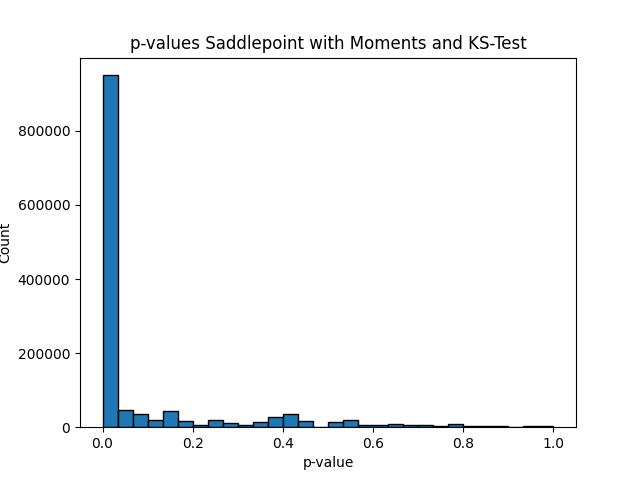 p-values Saddlepoint with Moments and KS-Test
800000
600000
400000
200000
0
Count
0.0 0.2 0.4 0.6 0.8 1.0
p-value